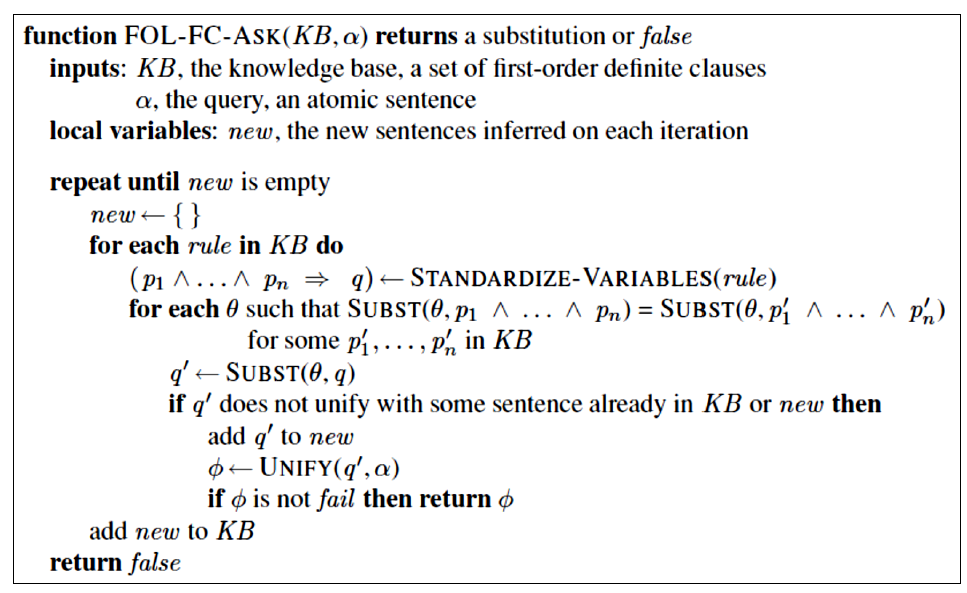 function FOL-FC-ASK(KB, α) returns a substitution or false
inputs: KB, the knowledge base, a set of first-order definite clauses
α, the query, an atomic sentence
local variables: new, the new sentences inferred on each iteration
repeat until new is empty
new ← { }
for each rule in KB do
(p₁ ∧ ... ∧ pₙ ⇒ q) ← STANDARDIZE-VARIABLES(rule)
for each θ such that SUBST(θ, p₁ ∧ ... ∧ pₙ) = SUBST(θ, p′₁ ∧ ... ∧ p′ₙ)
for some p′₁, ..., p′ₙ in KB
q′ ← SUBST(θ, q)
if q′ does not unify with some sentence already in KB or new then
add q′ to new
ϕ ← UNIFY(q′, α)
if ϕ is not fail then return ϕ
add new to KB
return false